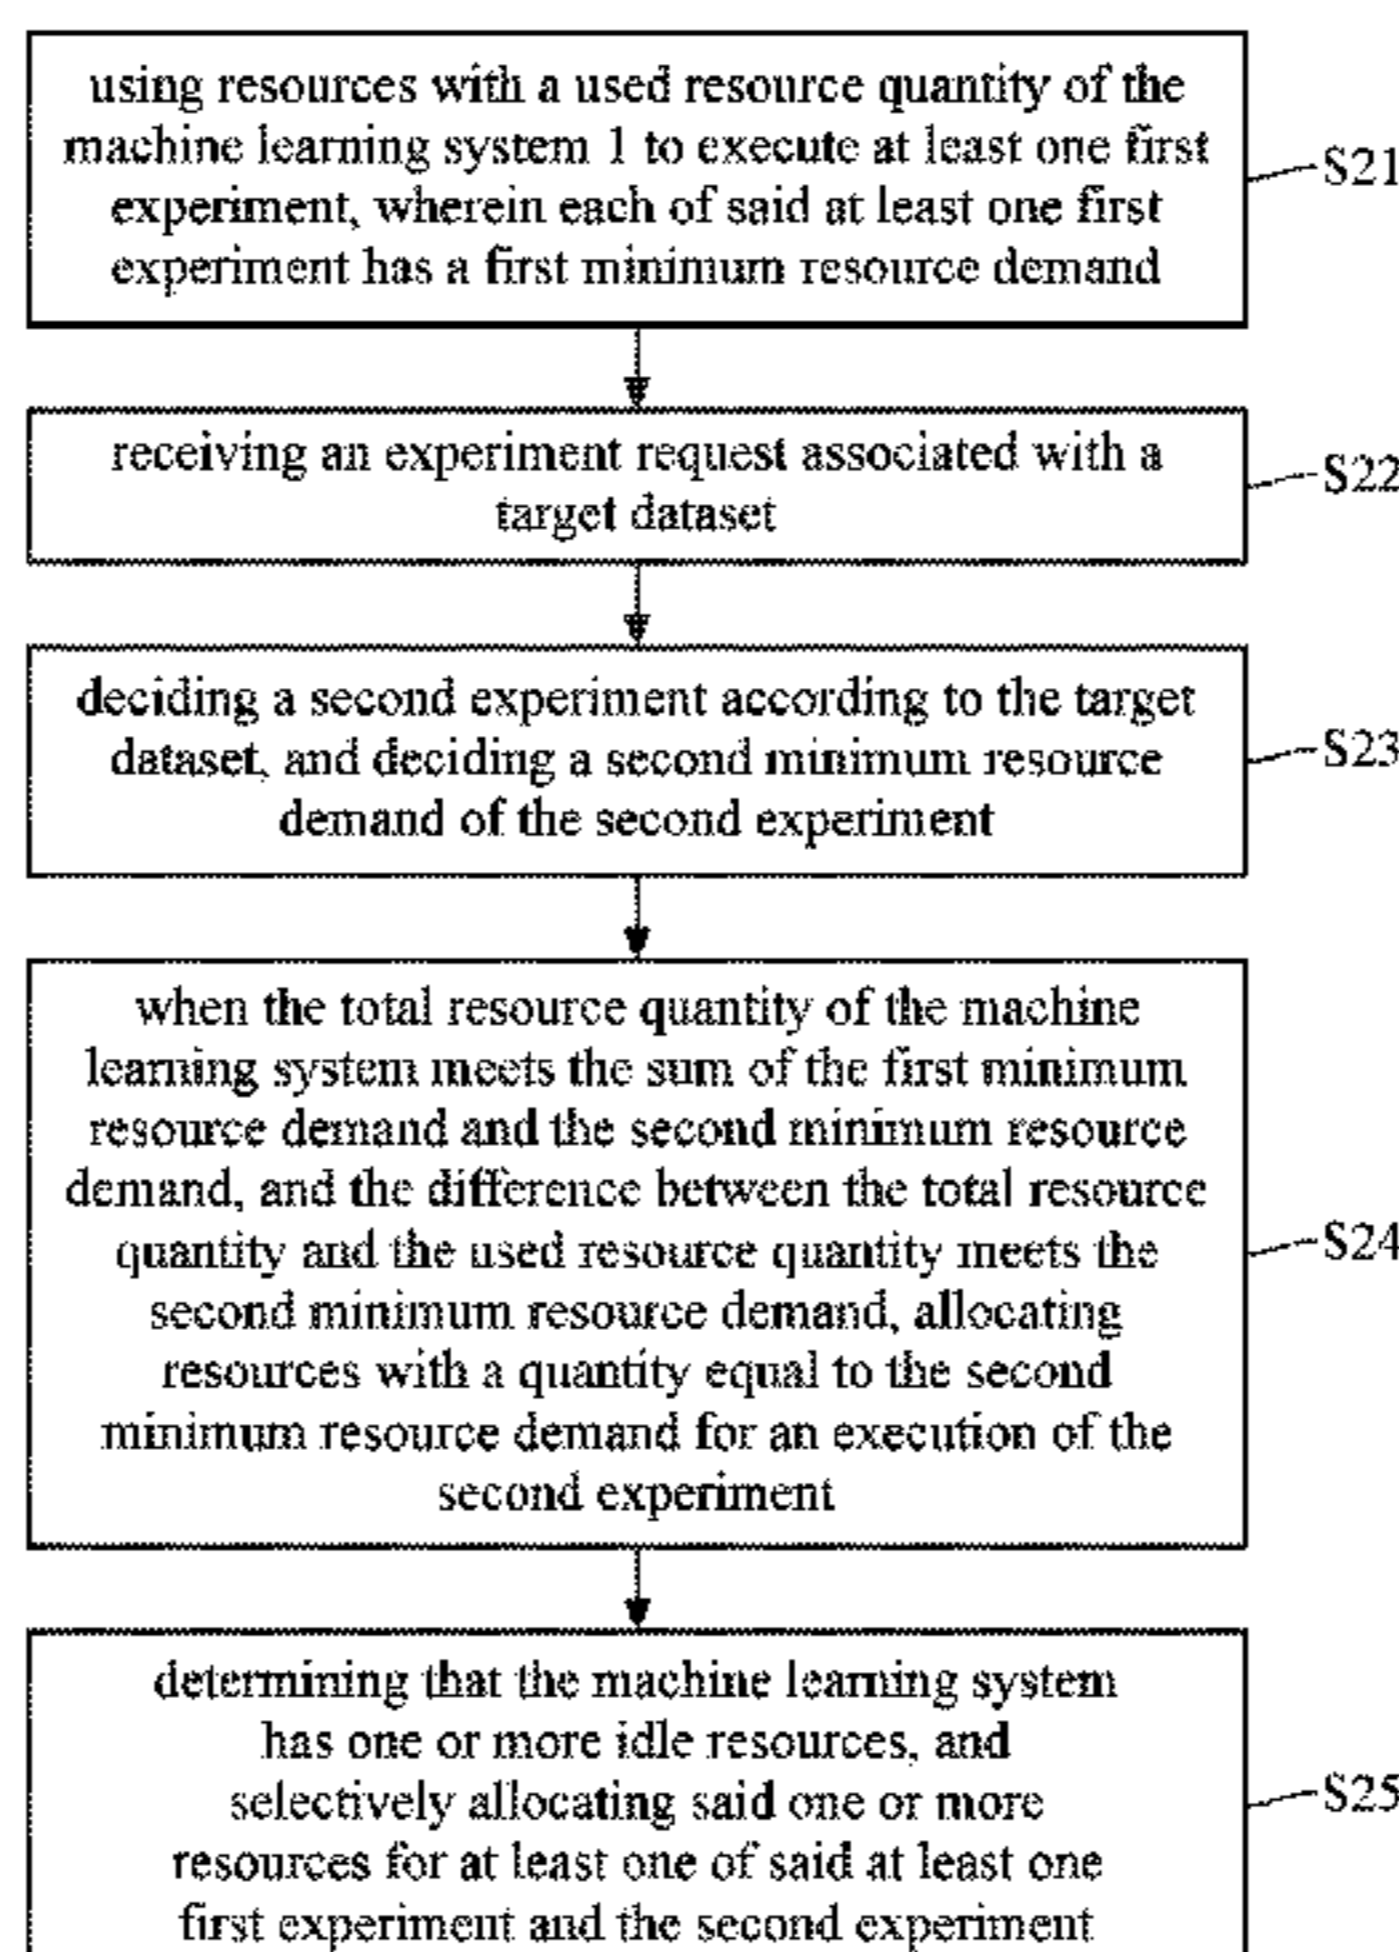 using resources with a used resource quantity of the
machine learning system 1 to execute at least one first
experiment, wherein each of said at least one first
experiment has a first minimum resource demand
S21
receiving an experiment request associated with a
target dataset
S22
deciding a second experiment according to the target
dataset, and deciding a second minimum resource
demand of the second experiment
S23
when the total resource quantity of the machine
learning system meets the sum of the first minimum
resource demand and the second minimum resource
demand, and the difference between the total resource
quantity and the used resource quantity meets the
second minimum resource demand, allocating
resources with a quantity equal to the second
minimum resource demand for an execution of the
second experiment
S24
determining that the machine learning system
has one or more idle resources, and
selectively allocating said one or more
resources for at least one of said at least one
first experiment and the second experiment
S25